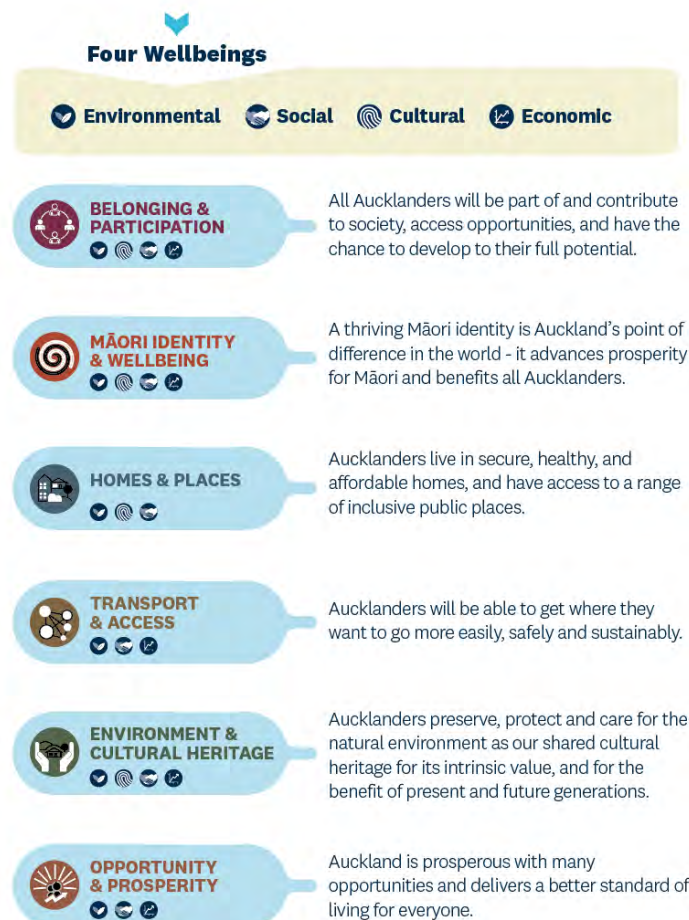 Four Wellbeings
Environmental Social Cultural Economic
BELONGING &
PARTICIPATION
All Aucklanders will be part of and contribute
to society, access opportunities, and have the
chance to develop to their full potential.
MĀORI IDENTITY
& WELLBEING
A thriving Māori identity is Auckland’s point of
difference in the world - it advances prosperity
for Māori and benefits all Aucklanders.
HOMES & PLACES
Aucklanders live in secure, healthy, and
affordable homes, and have access to a range
of inclusive public places.
TRANSPORT
& ACCESS
Aucklanders will be able to get where they
want to go more easily, safely and sustainably.
ENVIRONMENT &
CULTURAL HERITAGE
Aucklanders preserve, protect and care for the
natural environment as our shared cultural
heritage for its intrinsic value, and for the
benefit of present and future generations.
OPPORTUNITY
& PROSPERITY
Auckland is prosperous with many
opportunities and delivers a better standard of
living for everyone.